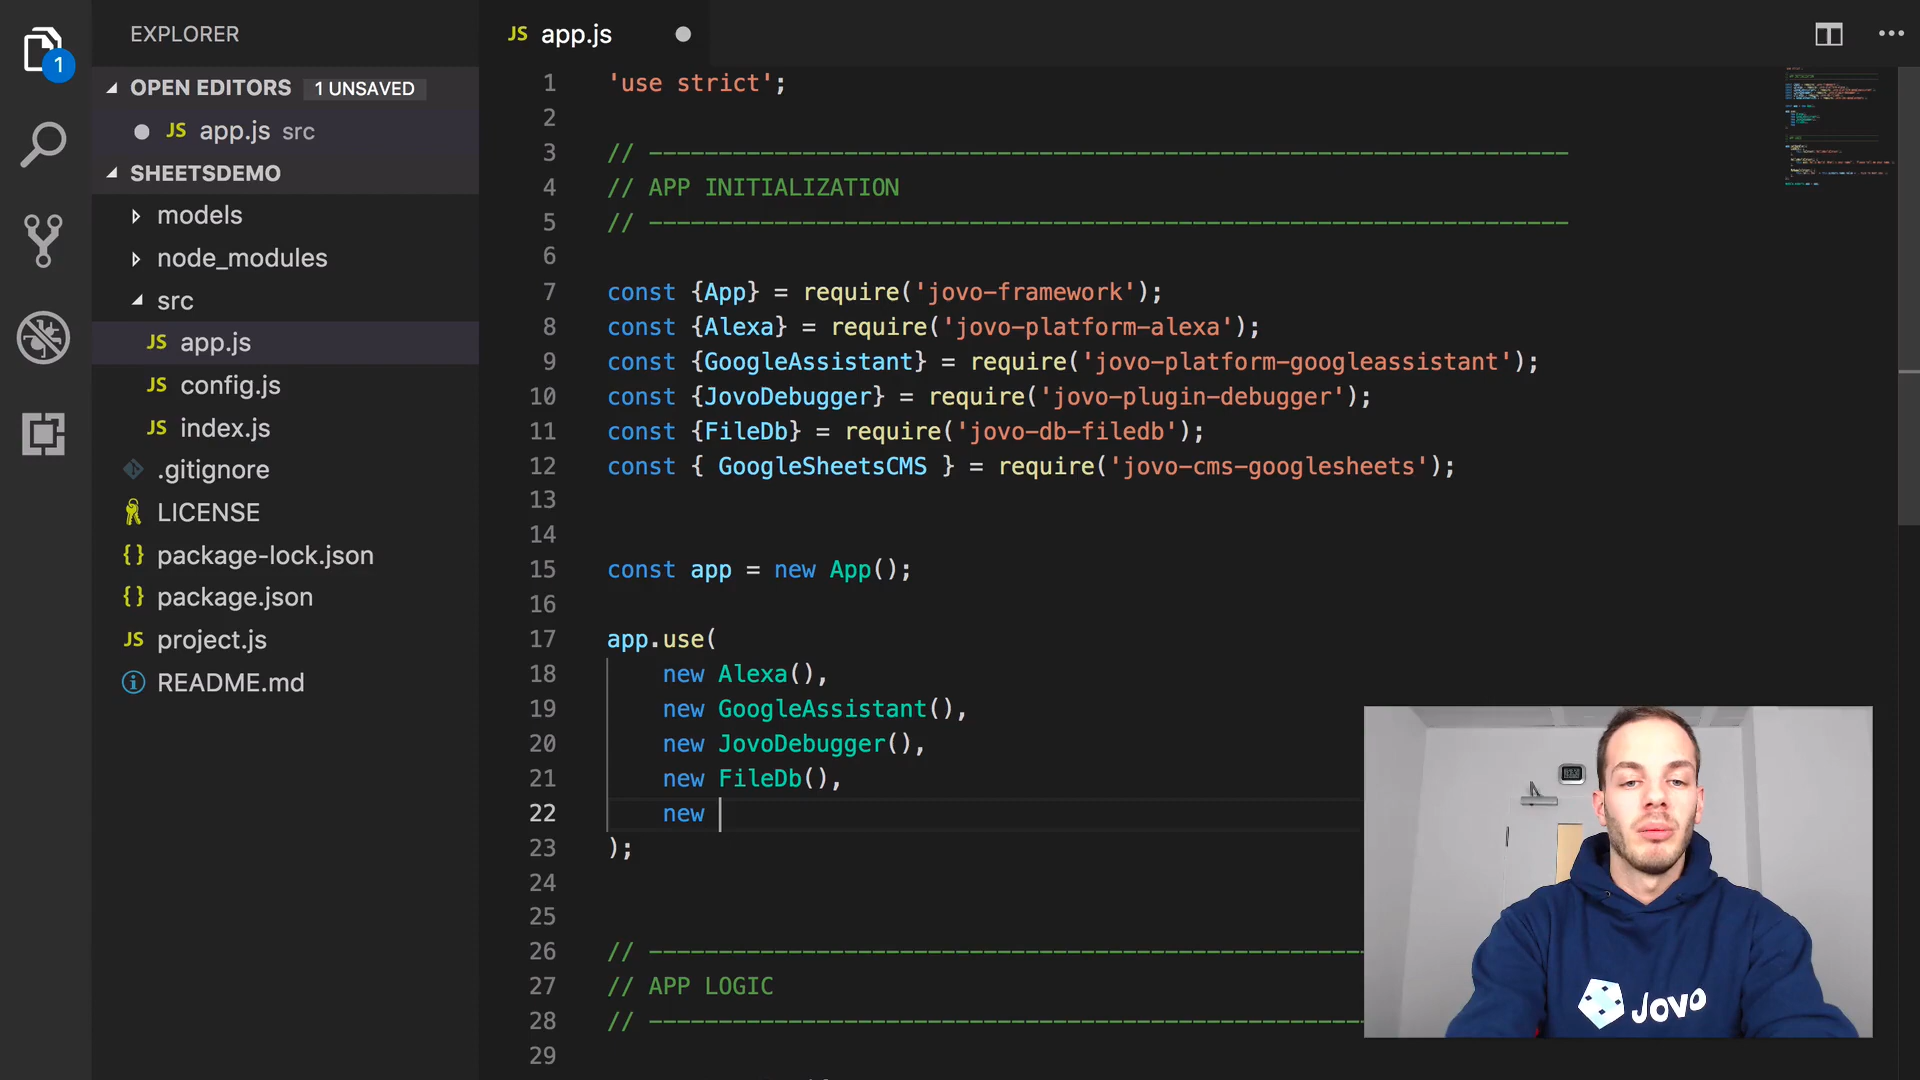 EXPLORER
OPEN EDITORS 1 UNSAVED
JS app.js src
SHEETSDEMO
models
node_modules
src
JS app.js
JS config.js
JS index.js
.gitignore
LICENSE
{} package-lock.json
{} package.json
JS project.js
README.md
1
JS app.js
1 'use strict';
2
3 // -------------------------------------------------------------------
4 // APP INITIALIZATION
5 // -------------------------------------------------------------------
6
7 const {App} = require('jovo-framework');
8 const {Alexa} = require('jovo-platform-alexa');
9 const {GoogleAssistant} = require('jovo-platform-googleassistant');
10 const {JovoDebugger} = require('jovo-plugin-debugger');
11 const {FileDb} = require('jovo-db-filedb');
12 const { GoogleSheetsCMS } = require('jovo-cms-googlesheets');
13
14
15 const app = new App();
16
17 app.use(
18 new Alexa(),
19 new GoogleAssistant(),
20 new JovoDebugger(),
21 new FileDb(),
22 new
23 );
24
25
26 // ----------------------------------------------------
27 // APP LOGIC
28 // ----------------------------------------------------
29
Jovo